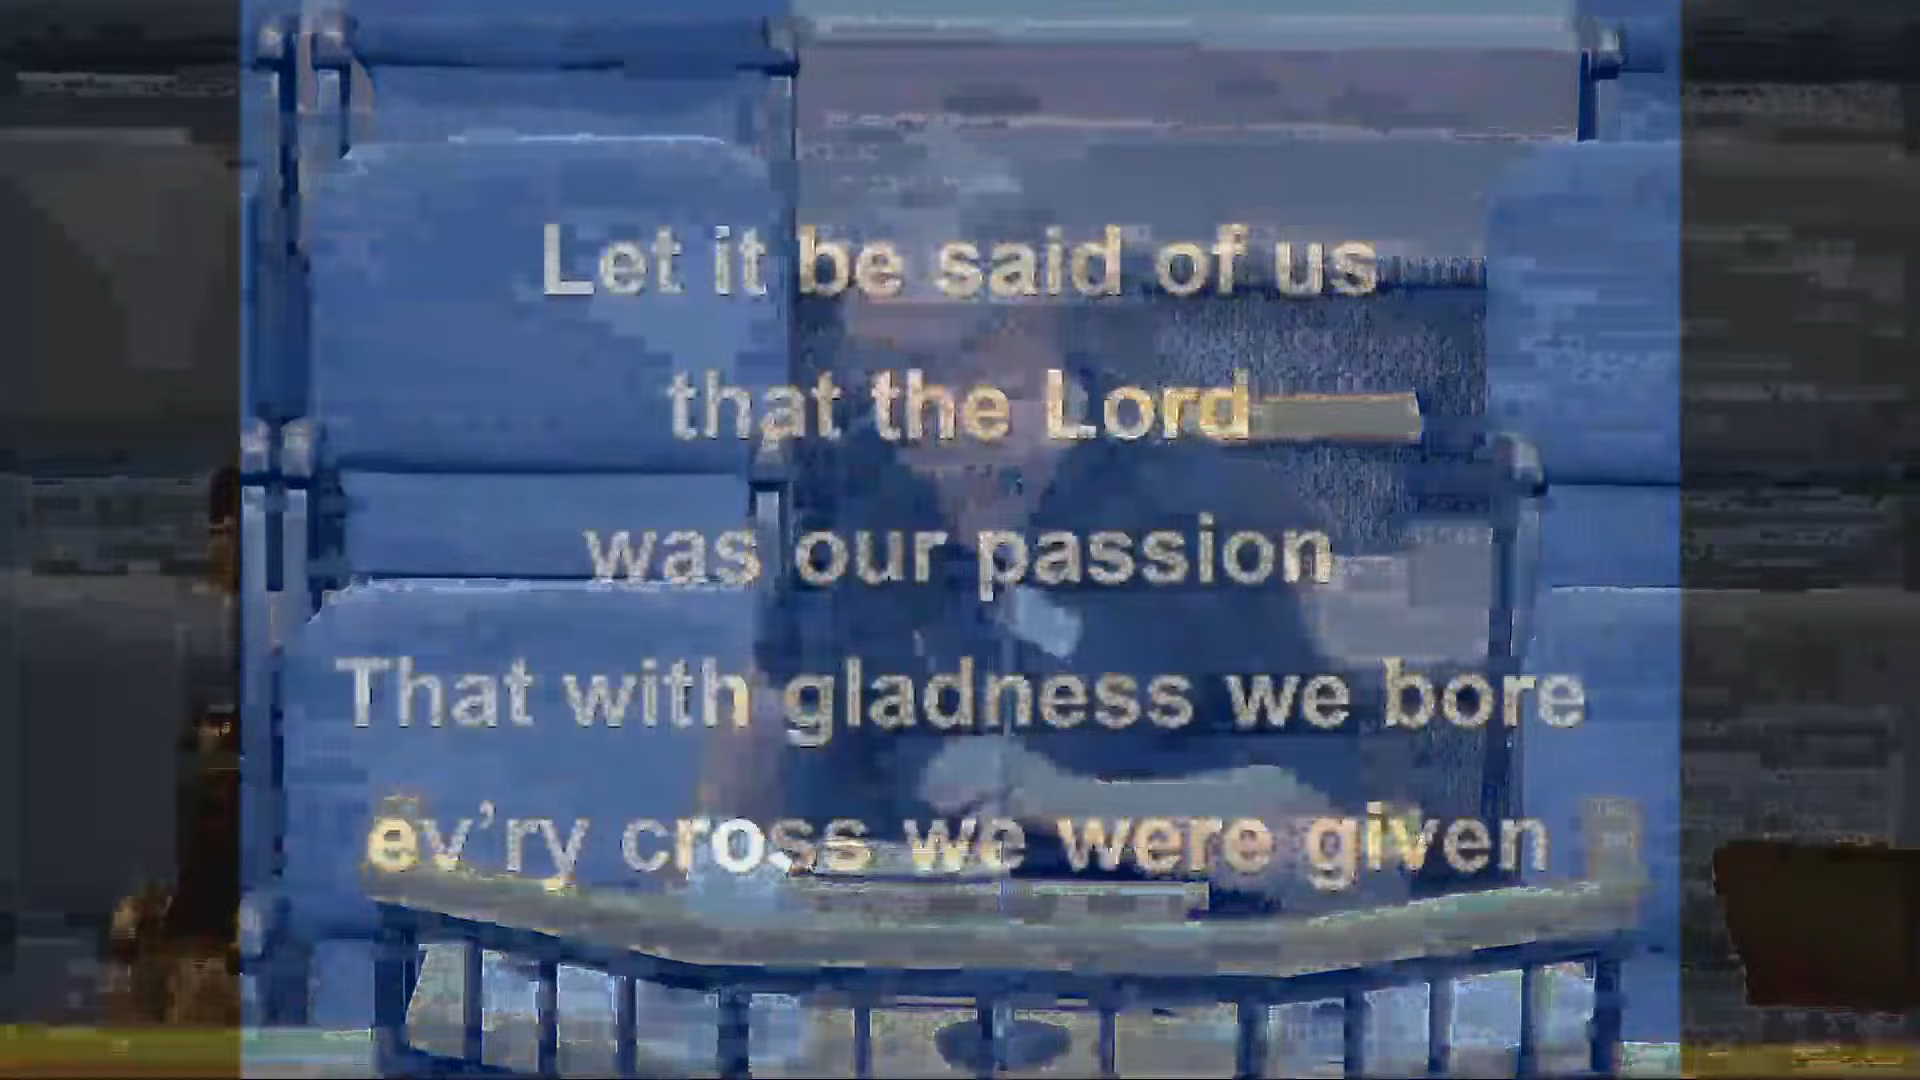 Let it be said of us
that the Lord
was our passion
That with gladness we bore
ev’ry cross we were given